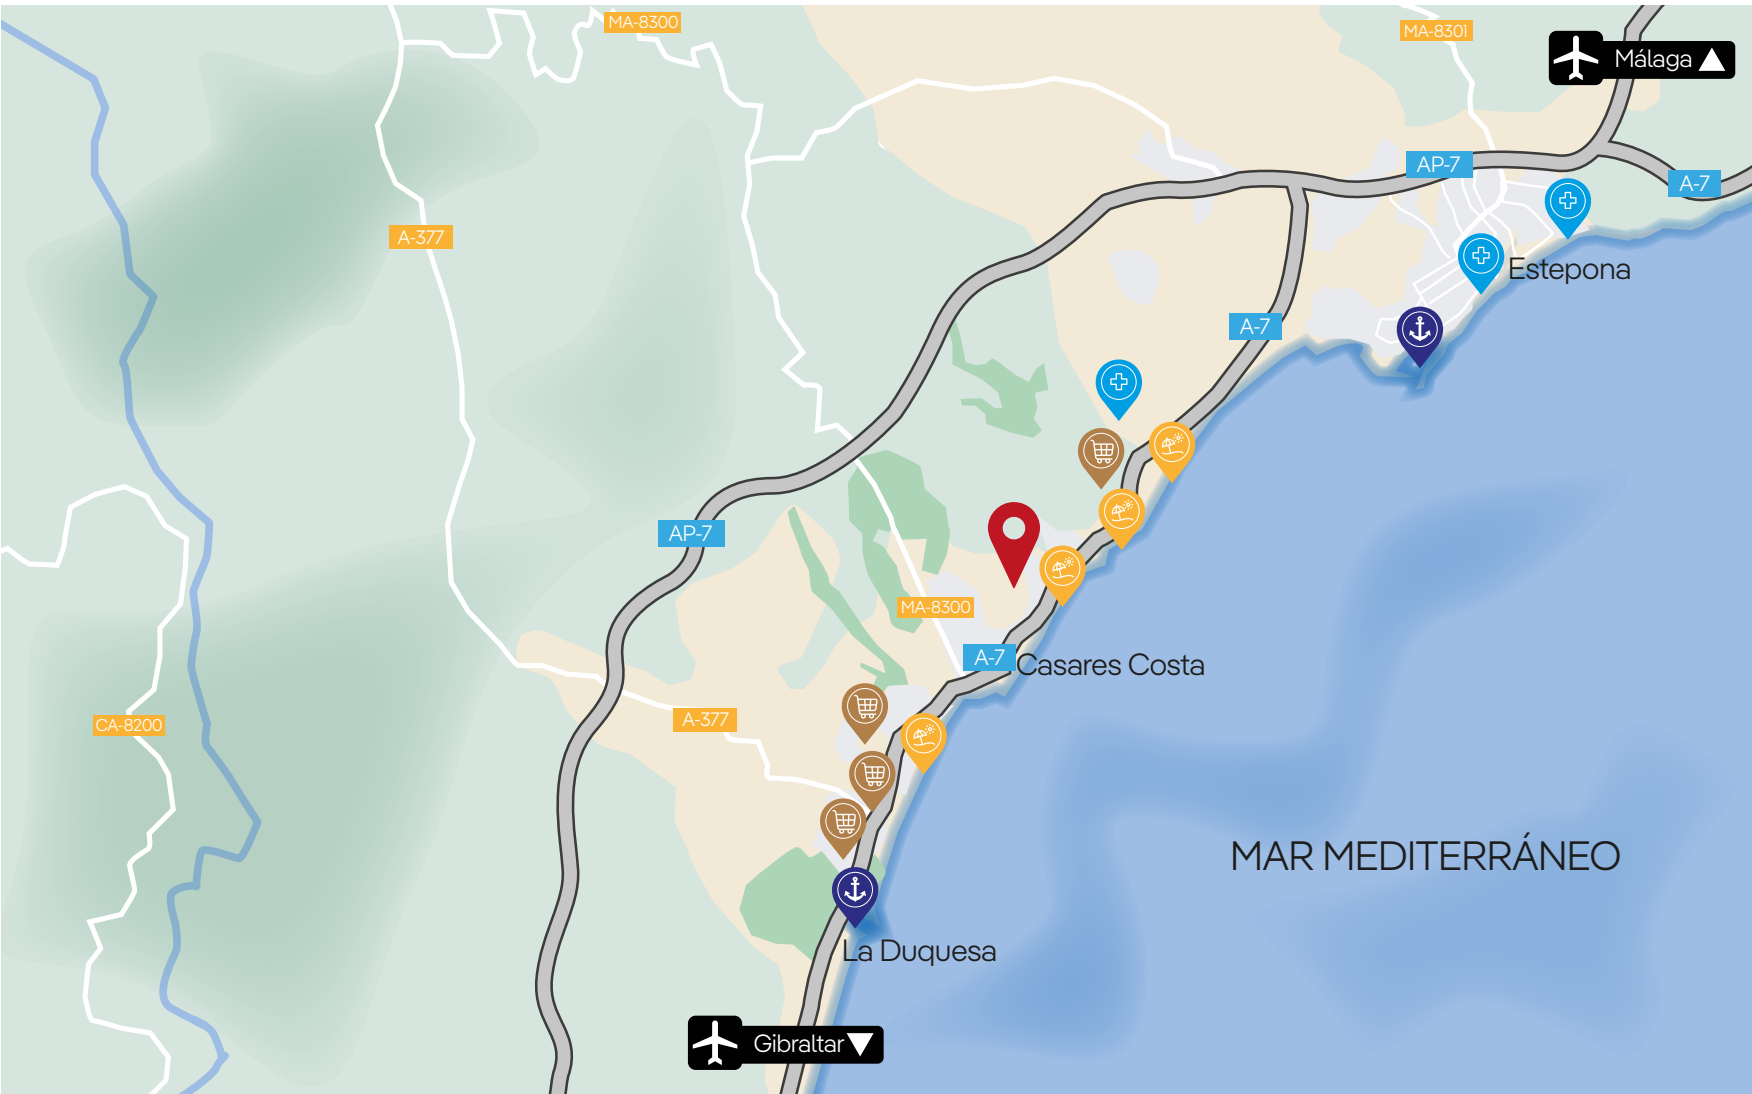 MA-8300
MA-8301
Málaga
AP-7
A-7
A-377
Estepona
A-7
AP-7
MA-8300
A-7
Casares Costa
A-377
CA-8200
MAR MEDITERRÁNEO
La Duquesa
Gibraltar